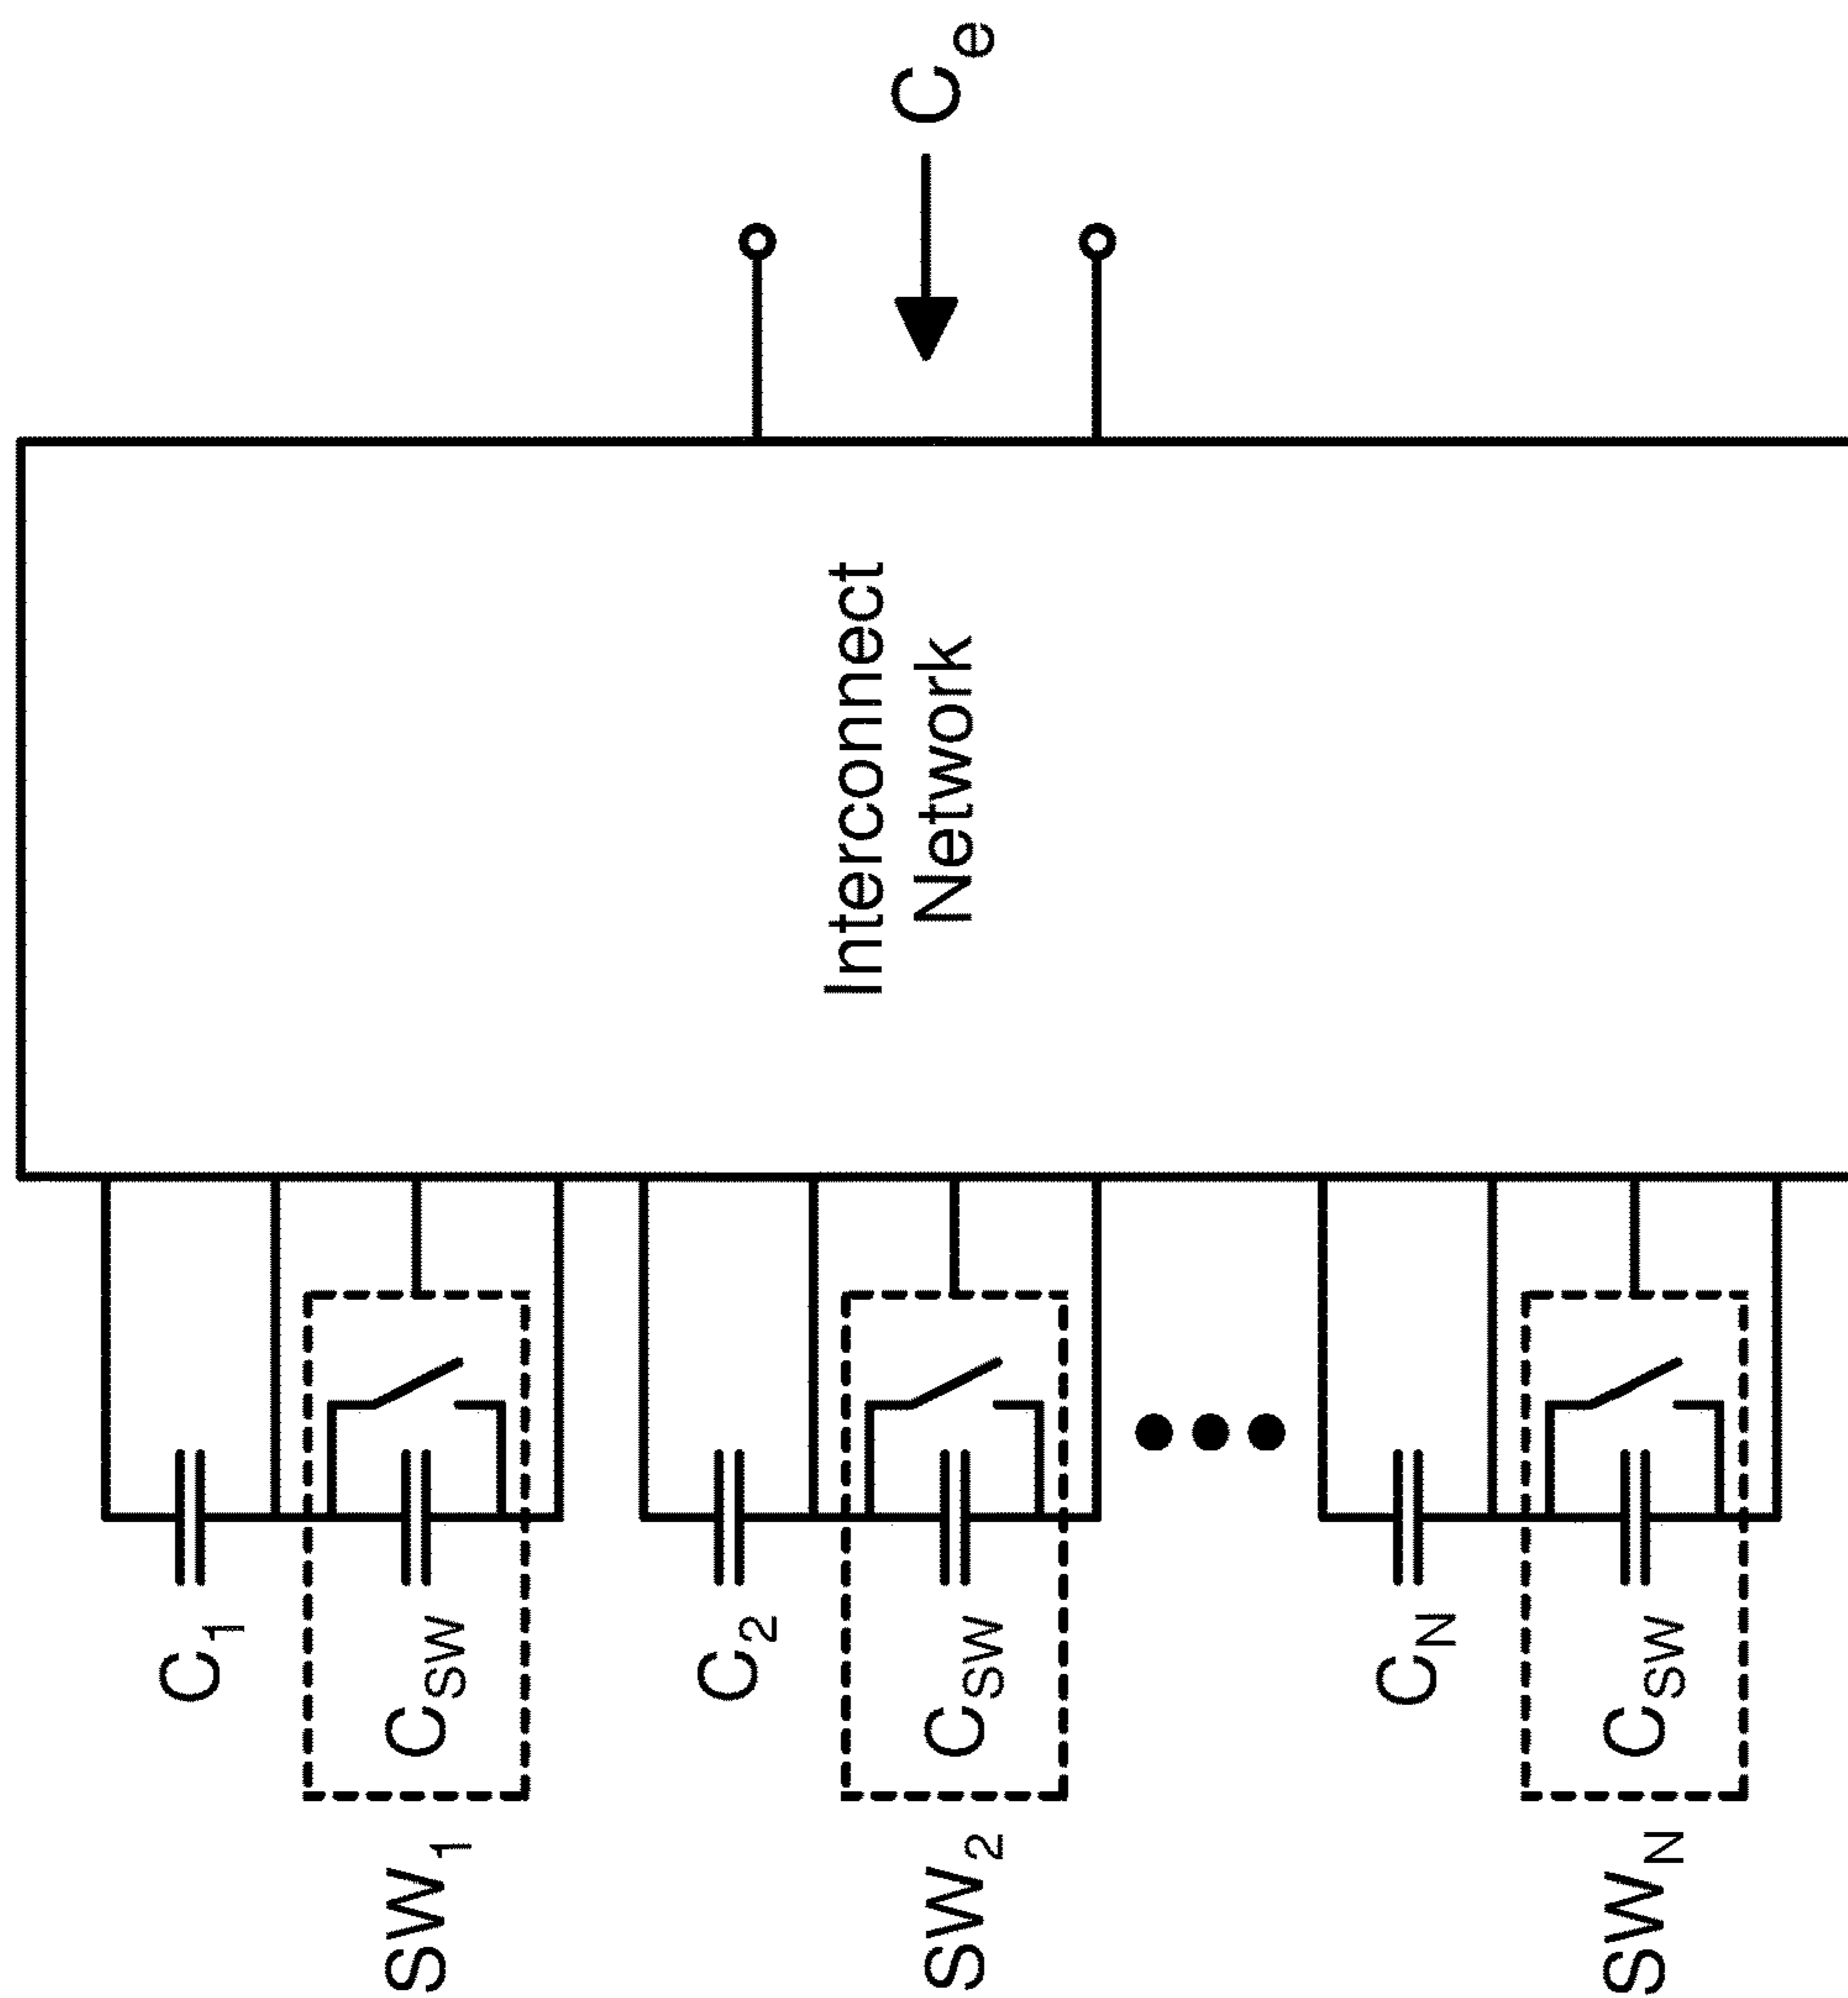 C1
CSW
SW1
C2
CSW
SW2
CN
CSW
SWN
Interconnect
Network
Ce